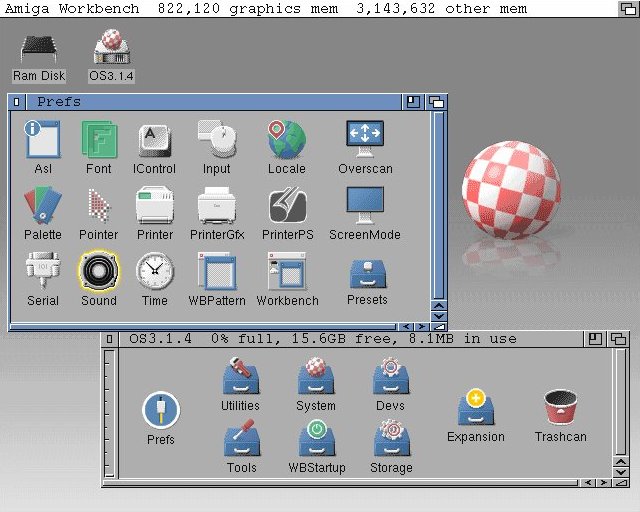 Amiga Workbench  822,120 graphics mem  3,143,632 other mem
Ram Disk OS3.1.4
Prefs
Asl Font IControl Input Locale Overscan
Palette Pointer Printer PrinterGfx PrinterPS ScreenMode
Serial Sound Time WBPattern Workbench Presets
OS3.1.4  0% full, 15.6GB free, 8.1MB in use
Prefs
Utilities System Devs
Expansion Trashcan
Tools WBStartup Storage